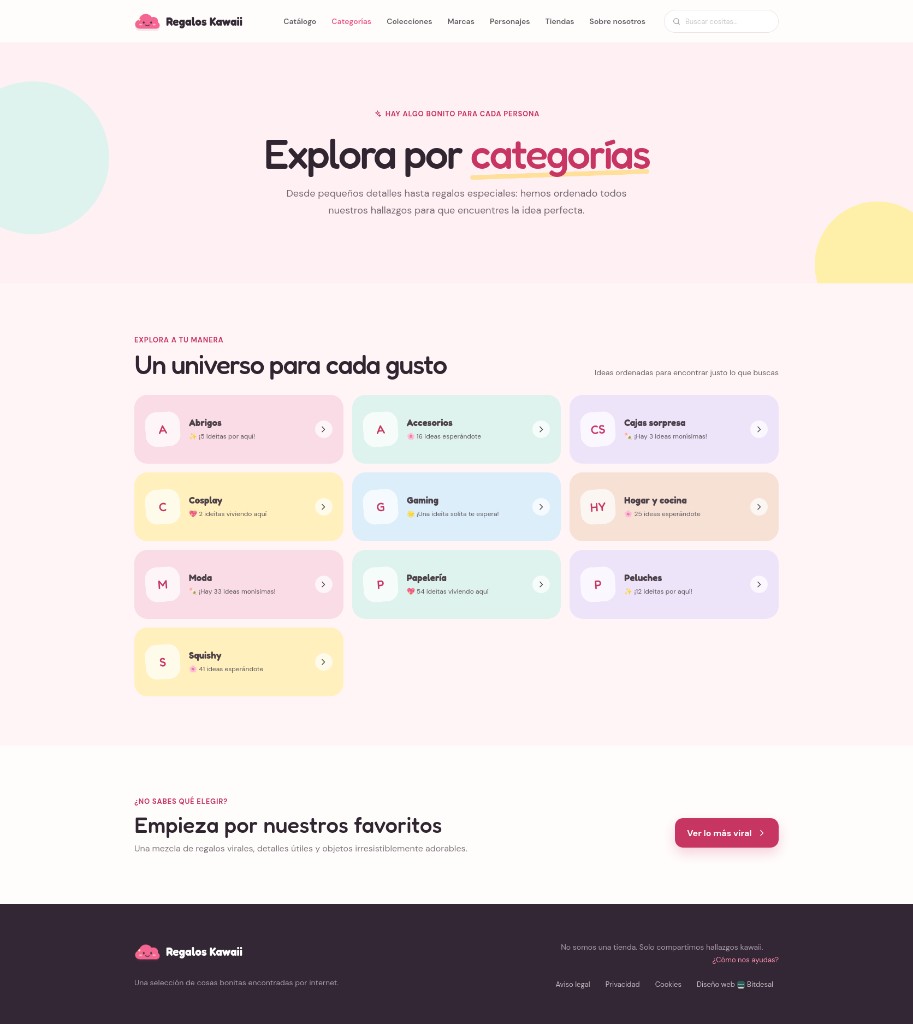 Regalos Kawaii
Catálogo
Categorías
Colecciones
Marcas
Personajes
Tiendas
Sobre nosotros
Buscar cositas...
HAY ALGO BONITO PARA CADA PERSONA
Explora por categorías
Desde pequeños detalles hasta regalos especiales: hemos ordenado todos
nuestros hallazgos para que encuentres la idea perfecta.
EXPLORA A TU MANERA
Un universo para cada gusto
Ideas ordenadas para encontrar justo lo que buscas
A
Abrigos
✨ ¡5 ideitas por aquí!
A
Accesorios
🌸 16 ideas esperándote
CS
Cajas sorpresa
¡Hay 3 ideas monísimas!
C
Cosplay
💖 2 ideitas viviendo aquí
G
Gaming
🌟 ¡Una ideita solita te espera!
HY
Hogar y cocina
🌸 25 ideas esperándote
M
Moda
¡Hay 33 ideas monísimas!
P
Papelería
💖 54 ideitas viviendo aquí
P
Peluches
✨ ¡12 ideitas por aquí!
S
Squishy
🌸 41 ideas esperándote
¿NO SABES QUÉ ELEGIR?
Empieza por nuestros favoritos
Una mezcla de regalos virales, detalles útiles y objetos irresistiblemente adorables.
Ver lo más viral
Regalos Kawaii
Una selección de cosas bonitas encontradas por internet.
No somos una tienda. Solo compartimos hallazgos kawaii.
¿Cómo nos ayudas?
Aviso legal
Privacidad
Cookies
Diseño web Bitdesal